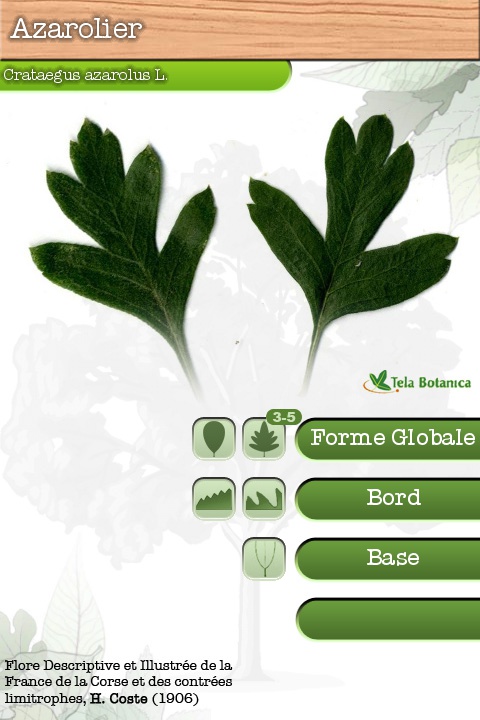 Azarolier
Crataegus azarolus L.
Tela Botanica
3-5
Forme Globale
Bord
Base
Flore Descriptive et Illustrée de la
France de la Corse et des contrées
limitrophes, H. Coste (1906)